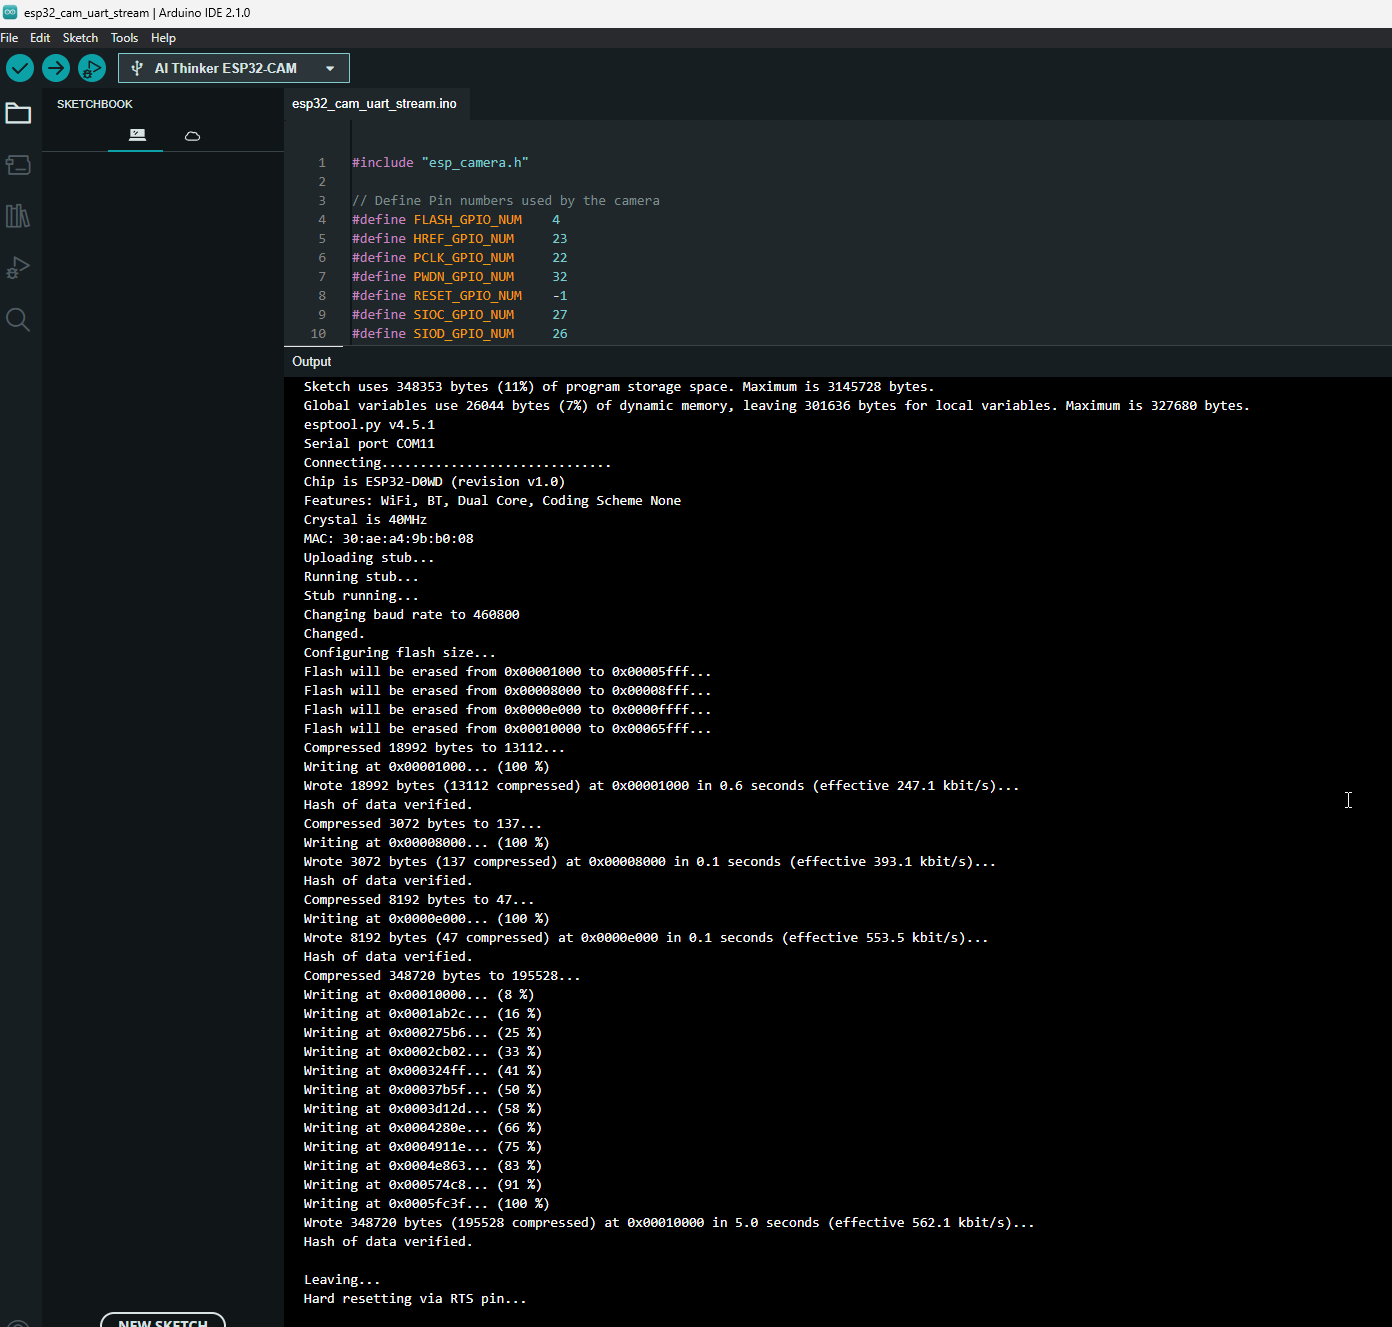 esp32_cam_uart_stream | Arduino IDE 2.1.0
File Edit Sketch Tools Help
AI Thinker ESP32-CAM
SKETCHBOOK
esp32_cam_uart_stream.ino
1 #include "esp_camera.h"
2
3 // Define Pin numbers used by the camera
4 #define FLASH_GPIO_NUM 4
5 #define HREF_GPIO_NUM 23
6 #define PCLK_GPIO_NUM 22
7 #define PWDN_GPIO_NUM 32
8 #define RESET_GPIO_NUM -1
9 #define SIOC_GPIO_NUM 27
10 #define SIOD_GPIO_NUM 26
Output
Sketch uses 348353 bytes (11%) of program storage space. Maximum is 3145728 bytes.
Global variables use 26044 bytes (7%) of dynamic memory, leaving 301636 bytes for local variables. Maximum is 327680 bytes.
esptool.py v4.5.1
Serial port COM11
Connecting..............................
Chip is ESP32-D0WD (revision v1.0)
Features: WiFi, BT, Dual Core, Coding Scheme None
Crystal is 40MHz
MAC: 30:ae:a4:9b:b0:08
Uploading stub...
Running stub...
Stub running...
Changing baud rate to 460800
Changed.
Configuring flash size...
Flash will be erased from 0x00001000 to 0x00005fff...
Flash will be erased from 0x00008000 to 0x00008fff...
Flash will be erased from 0x0000e000 to 0x0000ffff...
Flash will be erased from 0x00010000 to 0x00065fff...
Compressed 18992 bytes to 13112...
Writing at 0x00001000... (100 %)
Wrote 18992 bytes (13112 compressed) at 0x00001000 in 0.6 seconds (effective 247.1 kbit/s)...
Hash of data verified.
Compressed 3072 bytes to 137...
Writing at 0x00008000... (100 %)
Wrote 3072 bytes (137 compressed) at 0x00008000 in 0.1 seconds (effective 393.1 kbit/s)...
Hash of data verified.
Compressed 8192 bytes to 47...
Writing at 0x0000e000... (100 %)
Wrote 8192 bytes (47 compressed) at 0x0000e000 in 0.1 seconds (effective 553.5 kbit/s)...
Hash of data verified.
Compressed 348720 bytes to 195528...
Writing at 0x00010000... (8 %)
Writing at 0x0001ab2c... (16 %)
Writing at 0x000275b6... (25 %)
Writing at 0x0002cb02... (33 %)
Writing at 0x000324ff... (41 %)
Writing at 0x00037b5f... (50 %)
Writing at 0x0003d12d... (58 %)
Writing at 0x0004280e... (66 %)
Writing at 0x0004911e... (75 %)
Writing at 0x0004e863... (83 %)
Writing at 0x000574c8... (91 %)
Writing at 0x0005fc3f... (100 %)
Wrote 348720 bytes (195528 compressed) at 0x00010000 in 5.0 seconds (effective 562.1 kbit/s)...
Hash of data verified.
Leaving...
Hard resetting via RTS pin...
NEW SKETCH